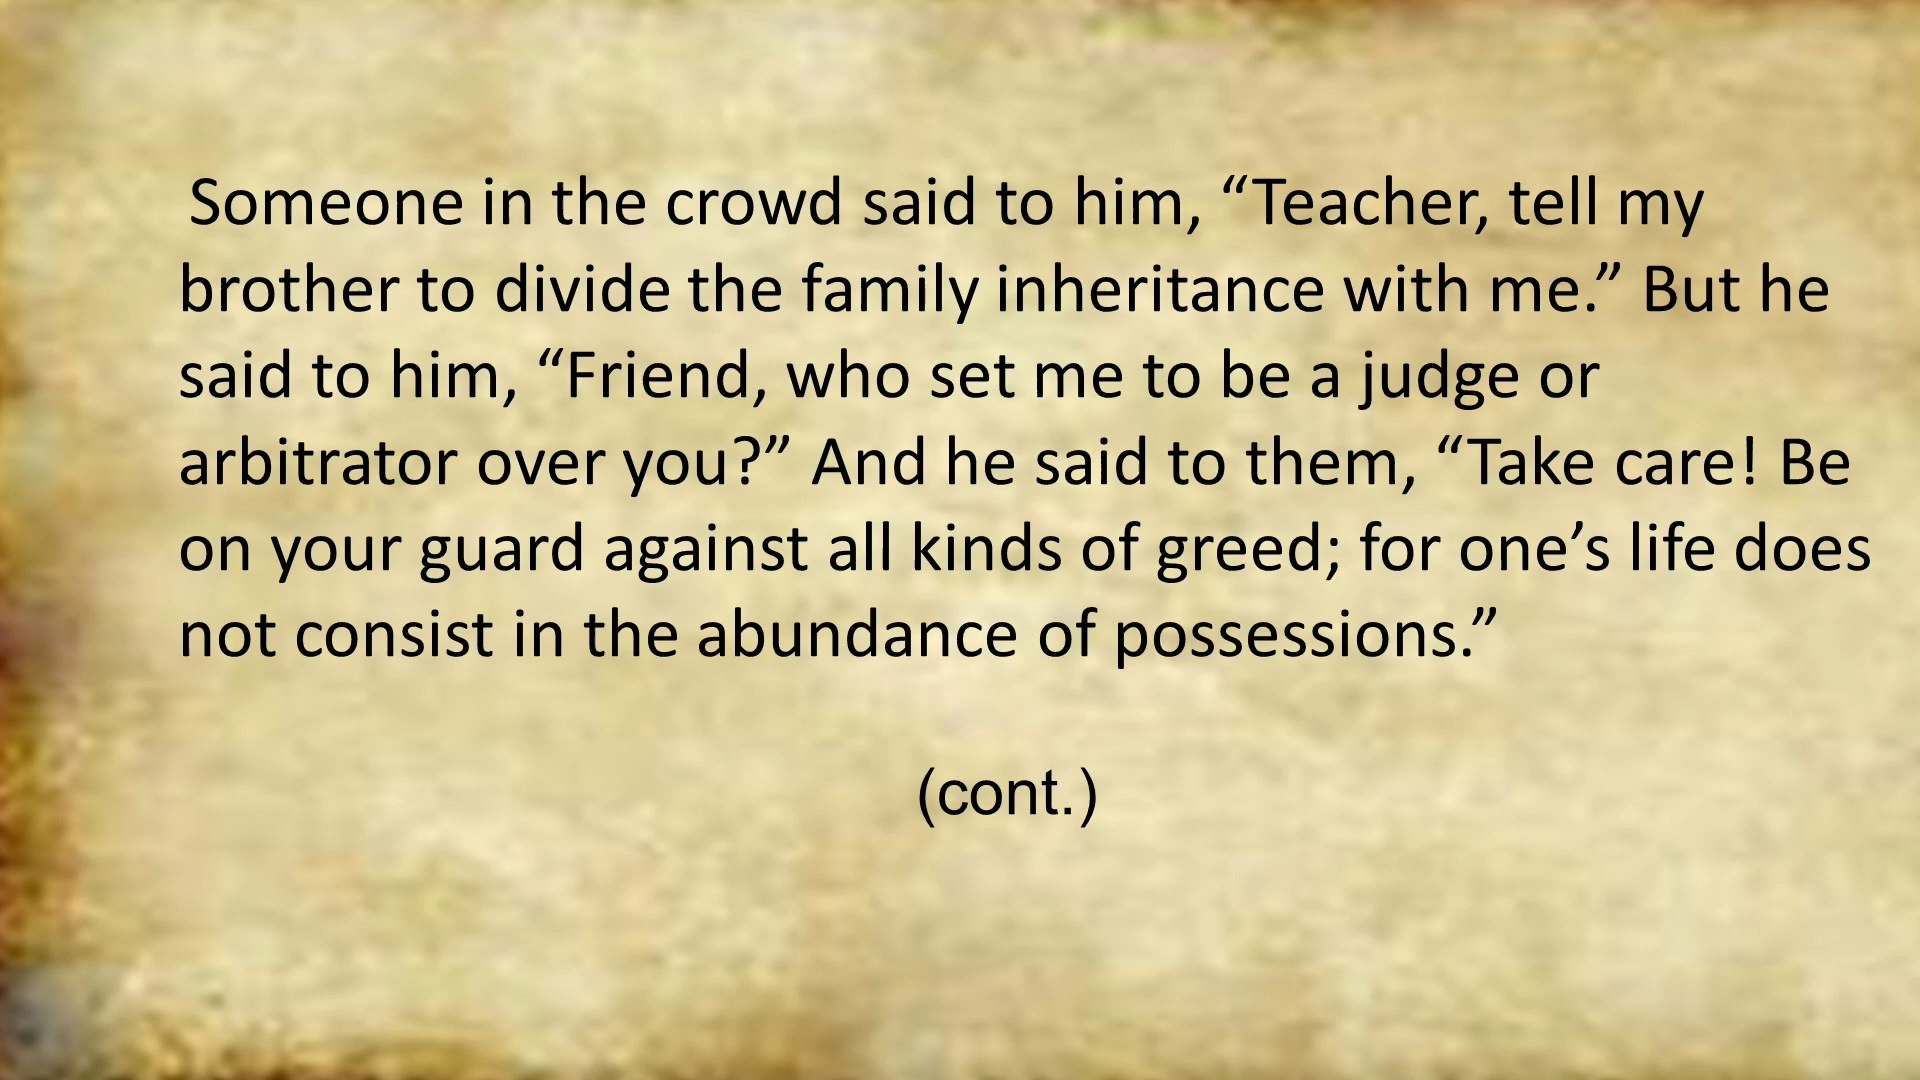 Someone in the crowd said to him, “Teacher, tell my
brother to divide the family inheritance with me.” But he
said to him, “Friend, who set me to be a judge or
arbitrator over you?” And he said to them, “Take care! Be
on your guard against all kinds of greed; for one’s life does
not consist in the abundance of possessions.”
(cont.)